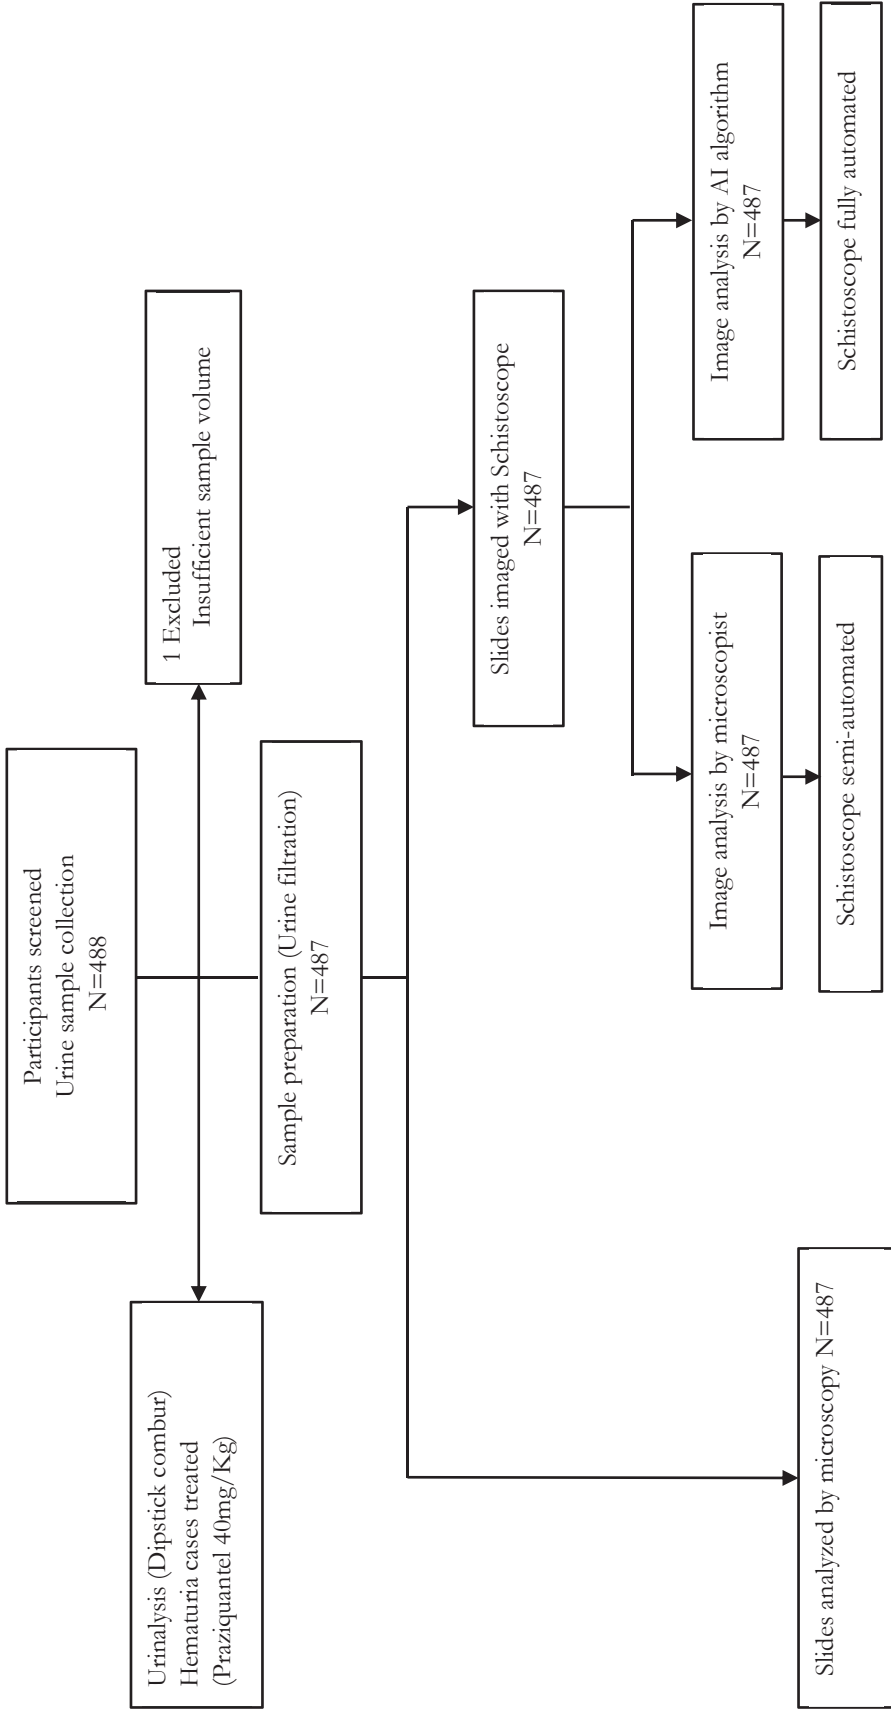 Participants screened
Urine sample collection
N=488
Urinalysis (Dipstick combur)
Hematuria cases treated
(Praziquantel 40mg/Kg)
1 Excluded
Insufficient sample volume
Sample preparation (Urine filtration)
N=487
Slides imaged with Schistoscope
N=487
Image analysis by microscopist
N=487
Image analysis by AI algorithm
N=487
Slides analyzed by microscopy N=487
Schistoscope semi-automated
Schistoscope fully automated